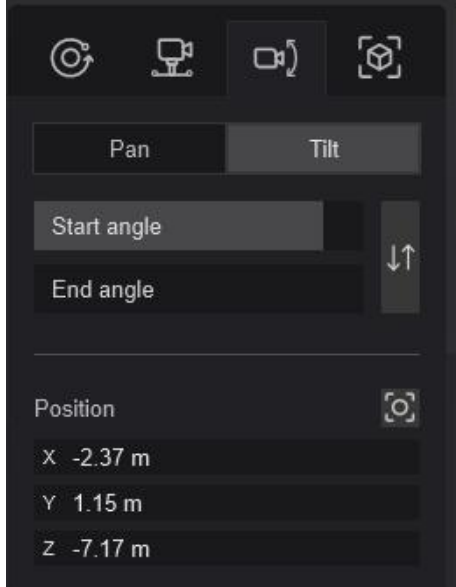 Pan Tilt
Start angle
End angle
Position
X -2.37 m
Y 1.15 m
Z -7.17 m